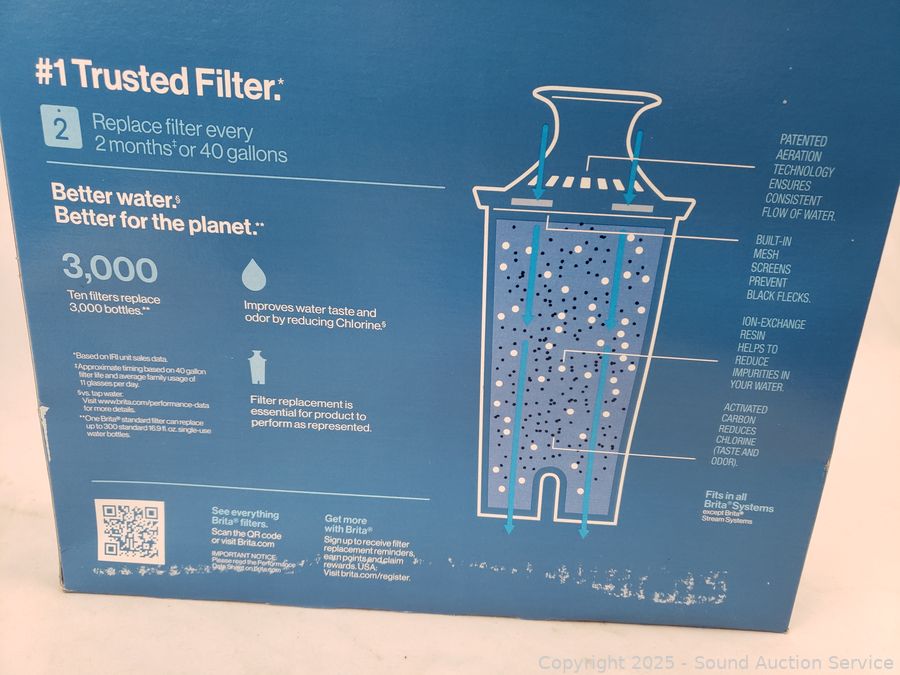 #1 Trusted Filter.*
2
Replace filter every
2 months‡ or 40 gallons
Better water.§
Better for the planet.**
3,000
Ten filters replace
3,000 bottles.**
Improves water taste and
odor by reducing Chlorine.§
Filter replacement is
essential for product to
perform as represented.
*Based on IRI unit sales data.
‡Approximate timing based on 40 gallon
filter life and average family usage of
11 glasses per day.
§vs. tap water.
Visit www.brita.com/performance-data
for more details.
**One Brita® standard filter can replace
up to 300 standard 16.9 fl. oz. single-use
water bottles.
See everything
Brita® filters.
Scan the QR code
or visit Brita.com
IMPORTANT NOTICE:
Please read the Performance
Data Sheet on Brita.com
Get more
with Brita®
Sign up to receive filter
replacement reminders,
earn points and claim
rewards. USA:
Visit brita.com/register.
PATENTED
AERATION
TECHNOLOGY
ENSURES
CONSISTENT
FLOW OF WATER.
BUILT-IN
MESH
SCREENS
PREVENT
BLACK FLECKS.
ION-EXCHANGE
RESIN
HELPS TO
REDUCE
IMPURITIES IN
YOUR WATER.
ACTIVATED
CARBON
REDUCES
CHLORINE
(TASTE AND
ODOR).
Fits in all
Brita® Systems
except Brita®
Stream Systems
Copyright 2025 - Sound Auction Service